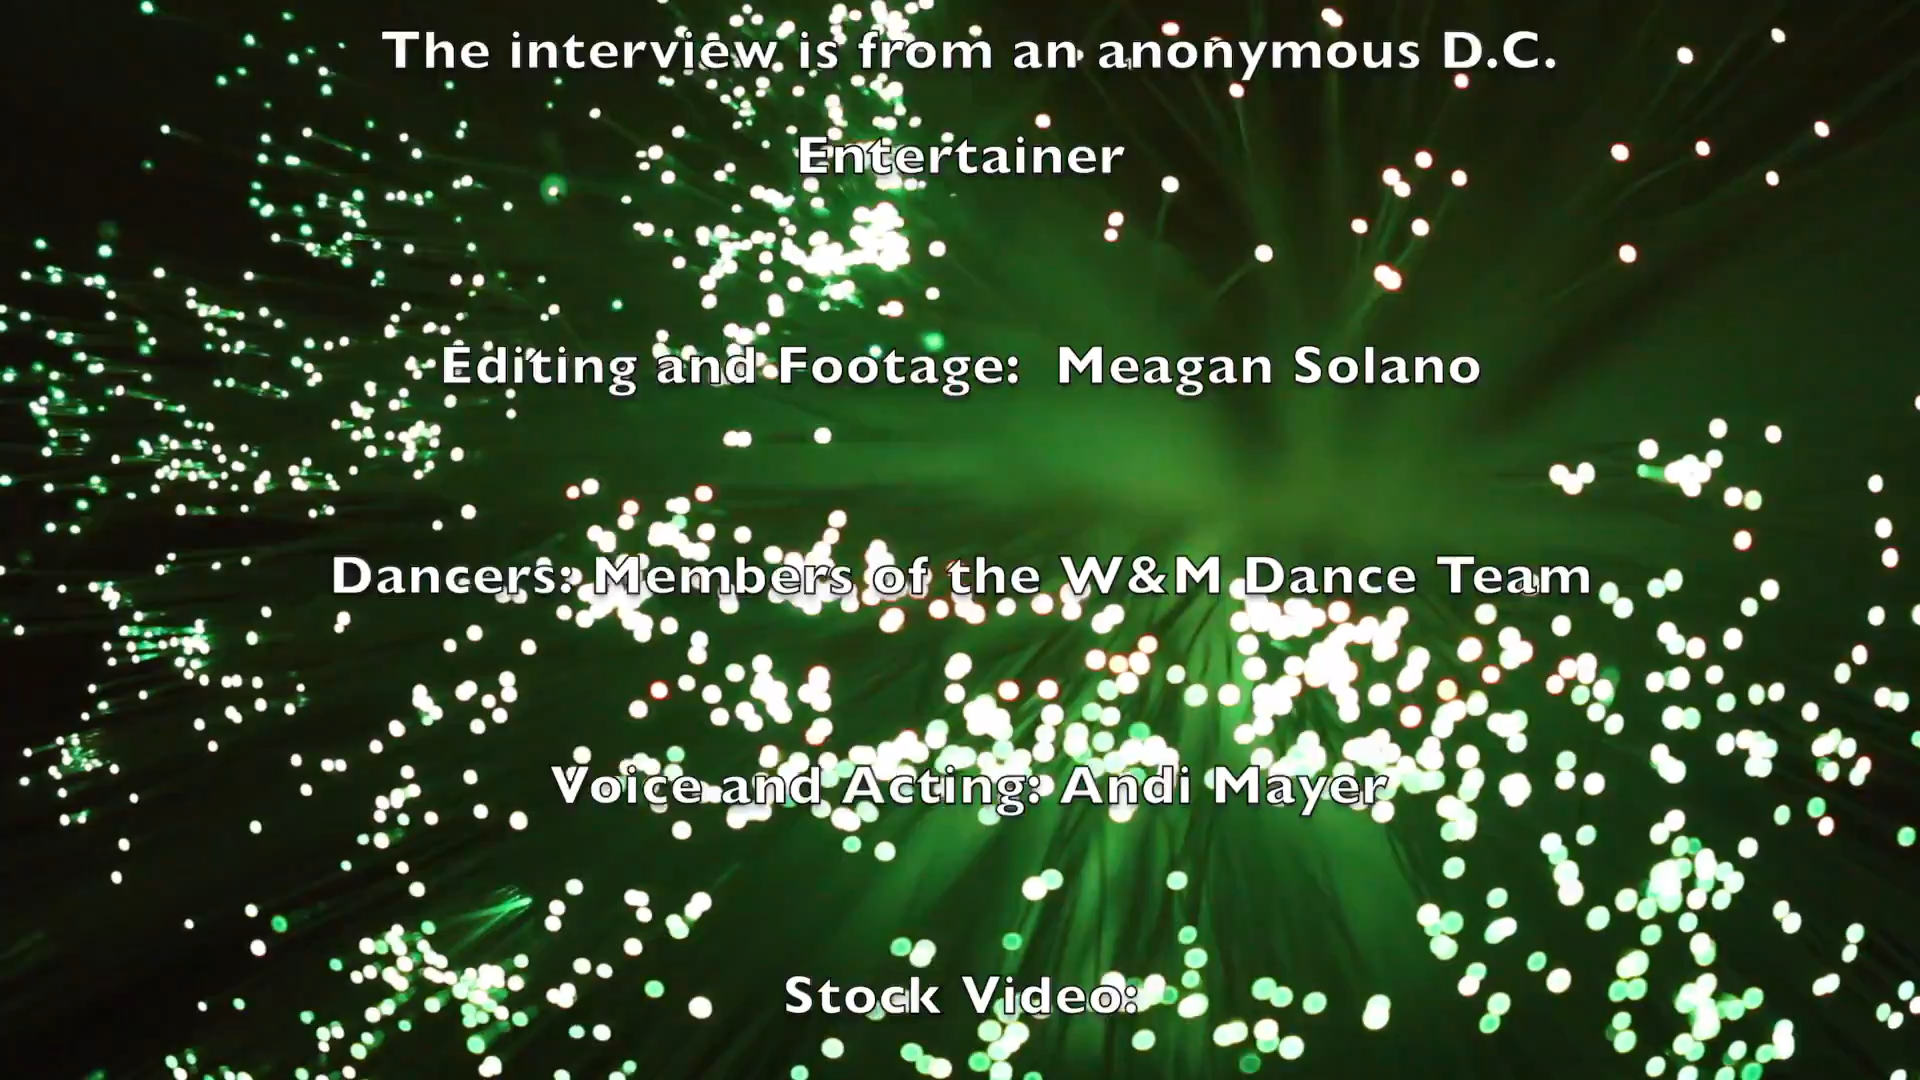 The interview is from an anonymous D.C.
Entertainer
Editing and Footage: Meagan Solano
Dancers: Members of the W&M Dance Team
Voice and Acting: Andi Mayer
Stock Video: